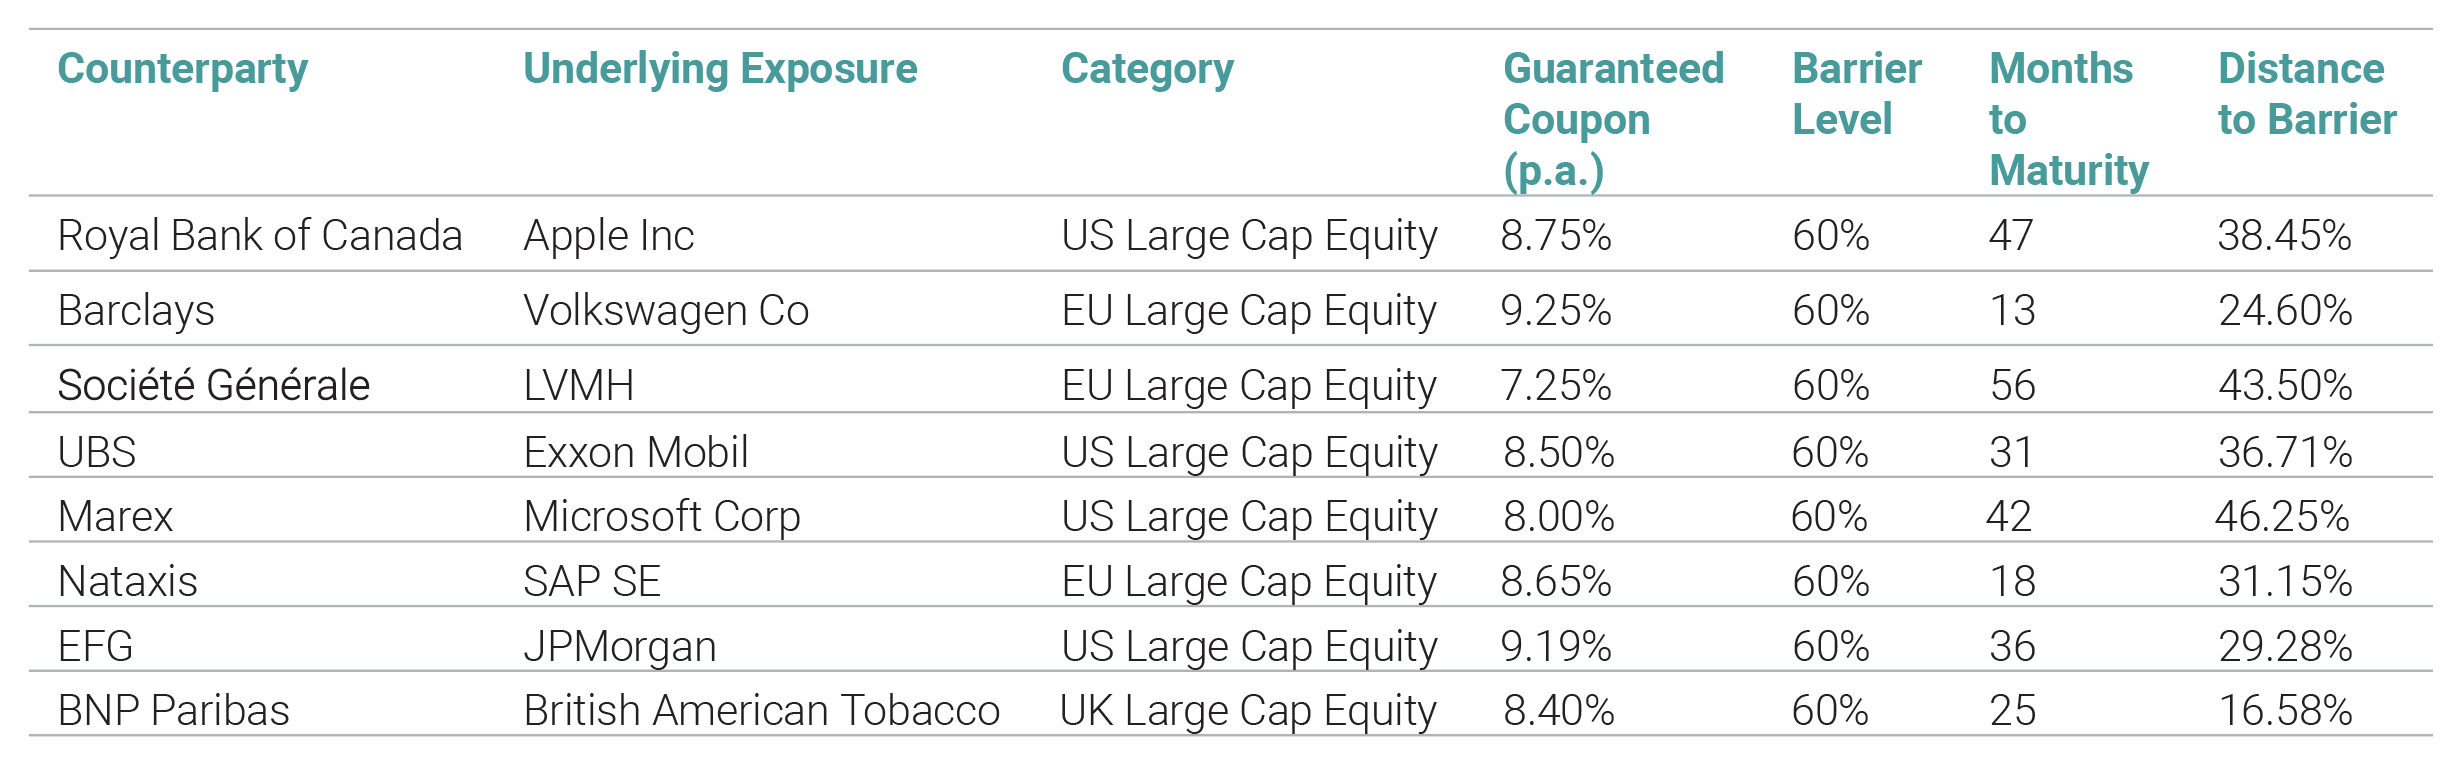 Counterparty Underlying Exposure Category Guaranteed Coupon (p.a.) Barrier Level Months to Maturity Distance to Barrier
Royal Bank of Canada Apple Inc US Large Cap Equity 8.75% 60% 47 38.45%
Barclays Volkswagen Co EU Large Cap Equity 9.25% 60% 13 24.60%
Société Générale LVMH EU Large Cap Equity 7.25% 60% 56 43.50%
UBS Exxon Mobil US Large Cap Equity 8.50% 60% 31 36.71%
Marex Microsoft Corp US Large Cap Equity 8.00% 60% 42 46.25%
Nataxis SAP SE EU Large Cap Equity 8.65% 60% 18 31.15%
EFG JPMorgan US Large Cap Equity 9.19% 60% 36 29.28%
BNP Paribas British American Tobacco UK Large Cap Equity 8.40% 60% 25 16.58%